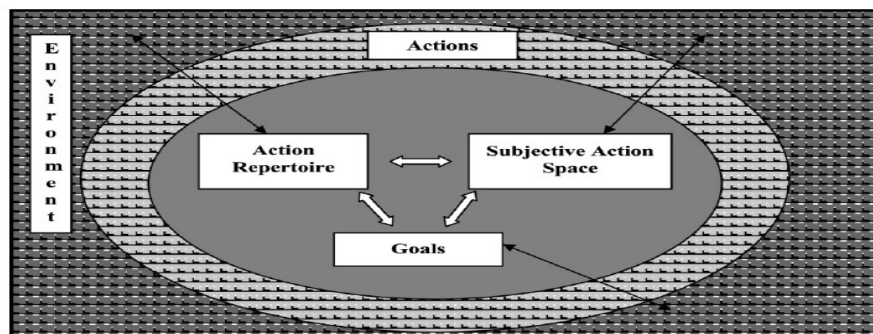 Environment
Actions
Action
Repertoire
Subjective Action
Space
Goals